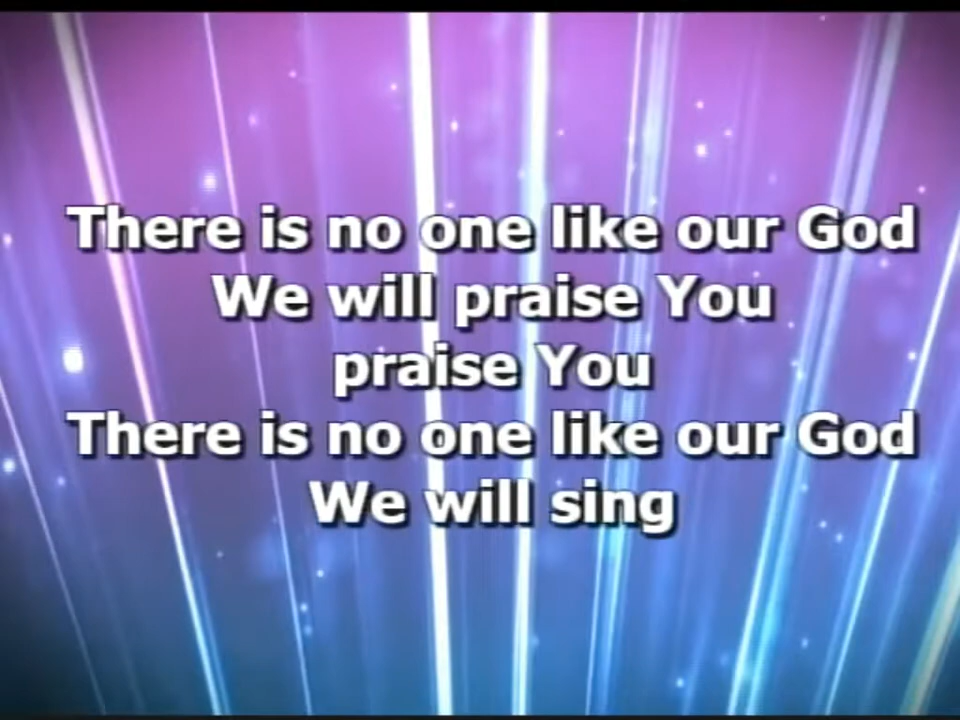 There is no one like our God
We will praise You
praise You
There is no one like our God
We will sing